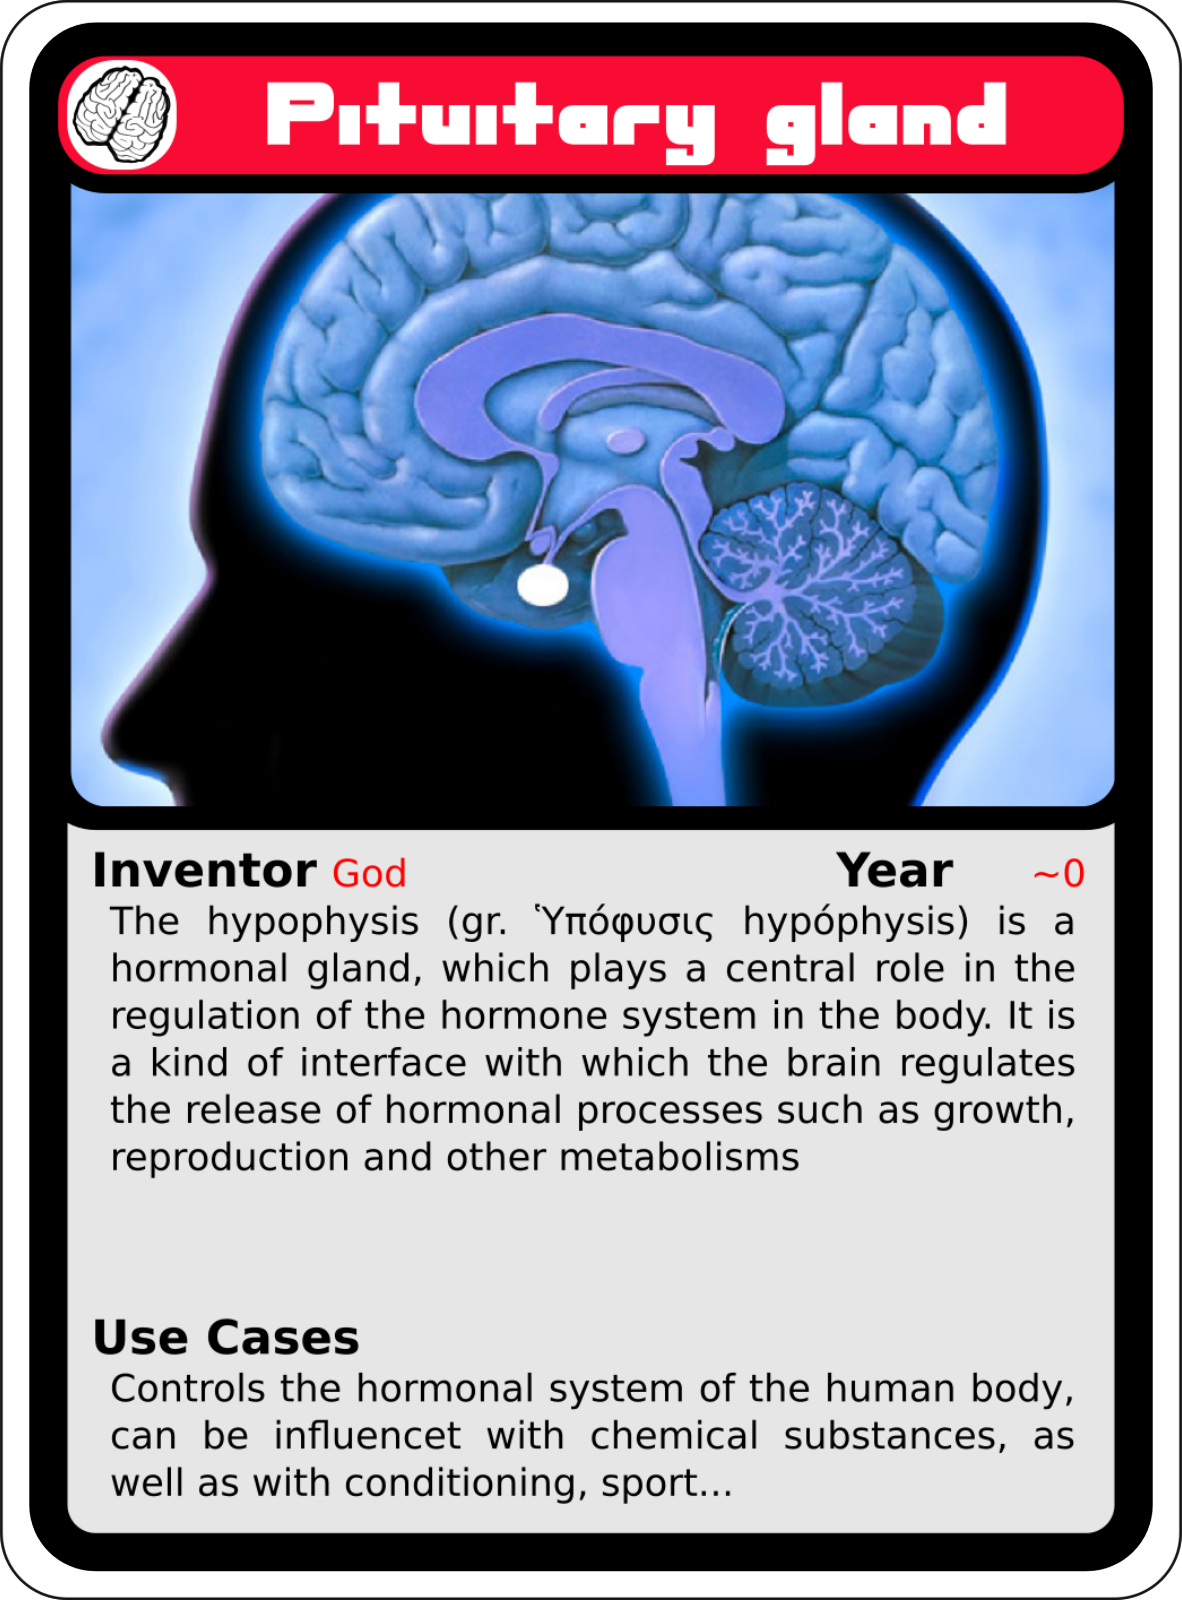 Pituitary gland
Inventor God Year ~0
The hypophysis (gr. Ὑπόφυσις hypóphysis) is a
hormonal gland, which plays a central role in the
regulation of the hormone system in the body. It is
a kind of interface with which the brain regulates
the release of hormonal processes such as growth,
reproduction and other metabolisms
Use Cases
Controls the hormonal system of the human body,
can be influencet with chemical substances, as
well as with conditioning, sport...